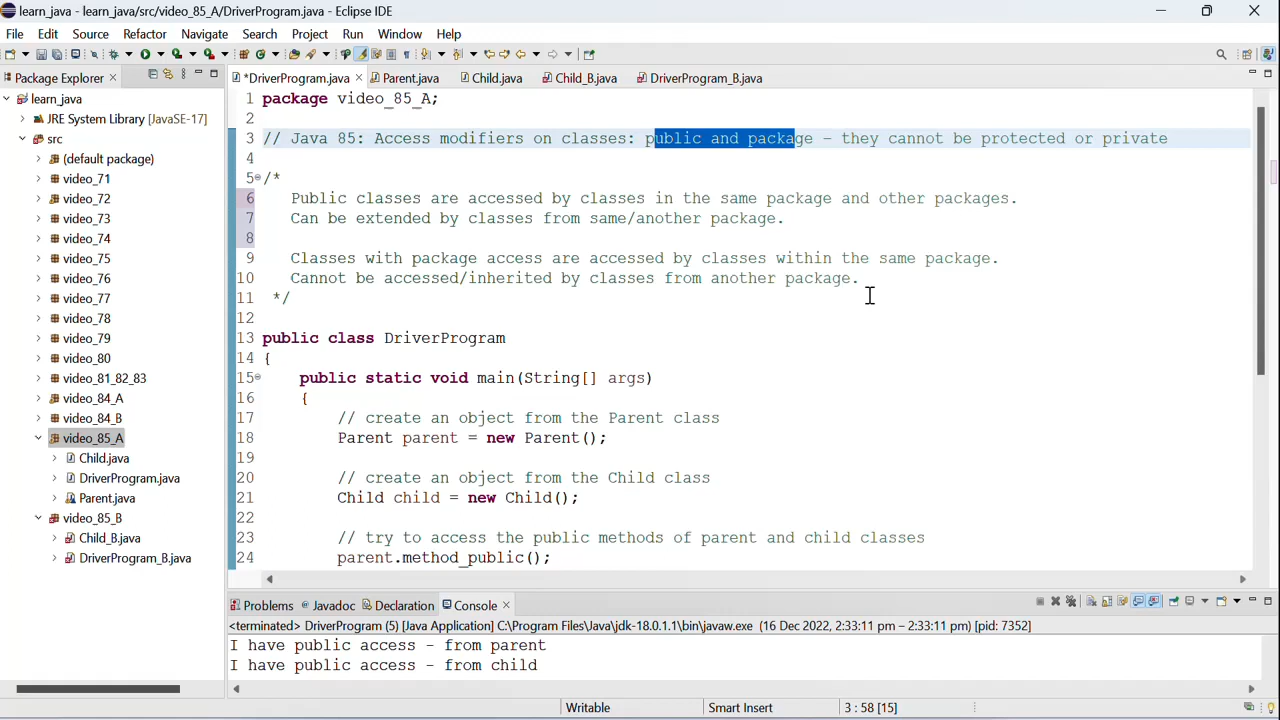 learn_java - learn_java/src/video_85_A/DriverProgram.java - Eclipse IDE
File Edit Source Refactor Navigate Search Project Run Window Help
Package Explorer
*DriverProgram.java Parent.java Child.java Child_B.java DriverProgram_B.java
learn_java
JRE System Library [JavaSE-17]
src
(default package)
video_71
video_72
video_73
video_74
video_75
video_76
video_77
video_78
video_79
video_80
video_81_82_83
video_84_A
video_84_B
video_85_A
Child.java
DriverProgram.java
Parent.java
video_85_B
Child_B.java
DriverProgram_B.java
1 package video_85_A;
2
3 // Java 85: Access modifiers on classes: public and package - they cannot be protected or private
4
5 /*
6 Public classes are accessed by classes in the same package and other packages.
7 Can be extended by classes from same/another package.
8
9 Classes with package access are accessed by classes within the same package.
10 Cannot be accessed/inherited by classes from another package.
11 */
12
13 public class DriverProgram
14 {
15 public static void main(String[] args)
16 {
17 // create an object from the Parent class
18 Parent parent = new Parent();
19
20 // create an object from the Child class
21 Child child = new Child();
22
23 // try to access the public methods of parent and child classes
24 parent.method_public();
Problems Javadoc Declaration Console
<terminated> DriverProgram (5) [Java Application] C:\Program Files\Java\jdk-18.0.1.1\bin\javaw.exe (16 Dec 2022, 2:33:11 pm – 2:33:11 pm) [pid: 7352]
I have public access - from parent
I have public access - from child
Writable Smart Insert 3 : 58 [15]